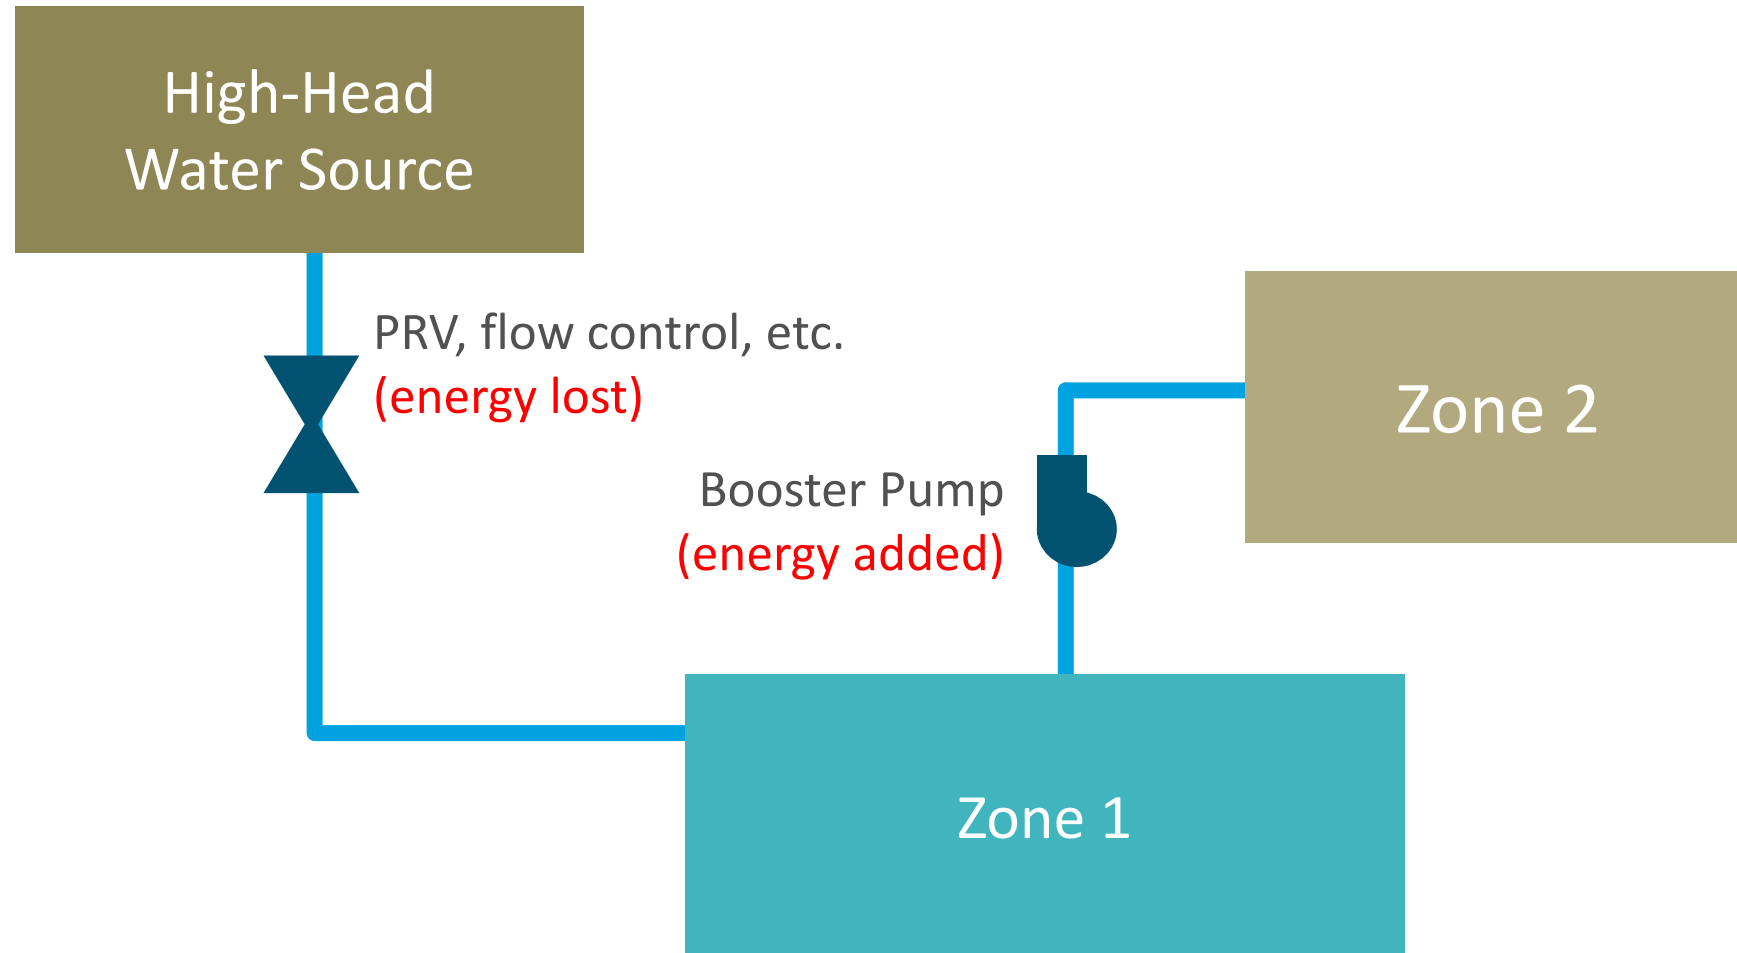 High-Head
Water Source
PRV, flow control, etc.
(energy lost)
Booster Pump
(energy added)
Zone 2
Zone 1